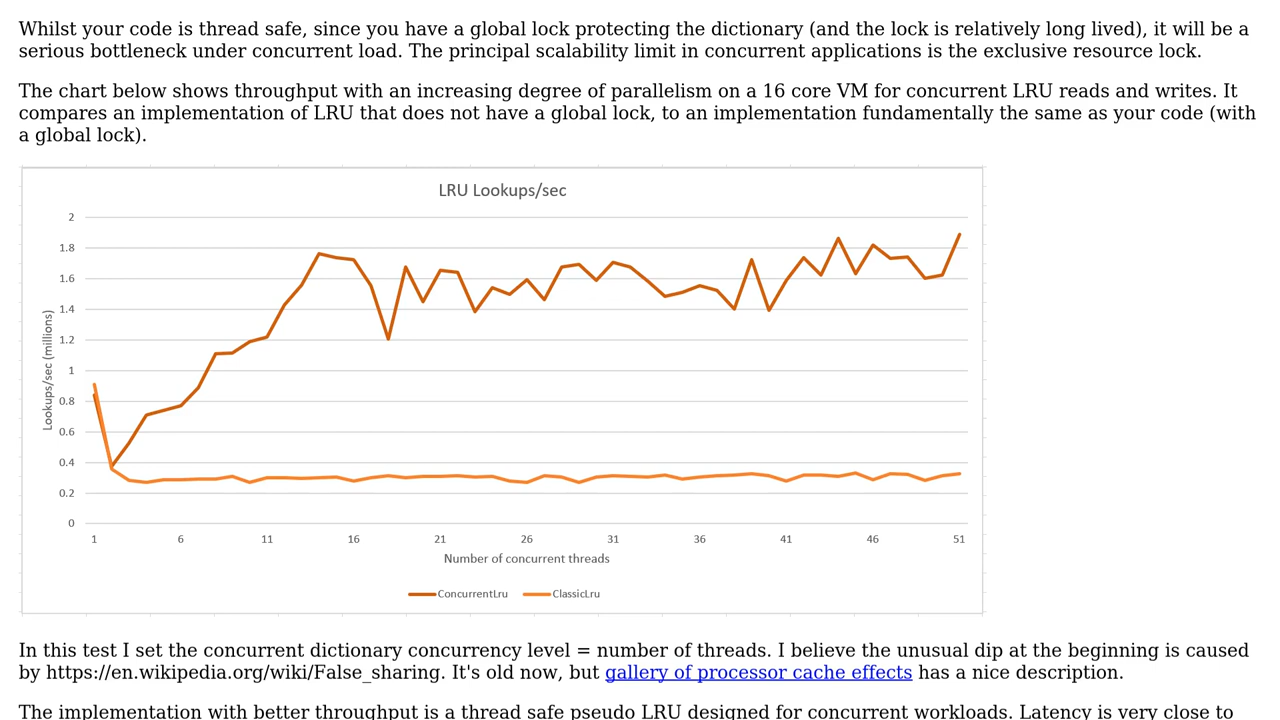 Whilst your code is thread safe, since you have a global lock protecting the dictionary (and the lock is relatively long lived), it will be a
serious bottleneck under concurrent load. The principal scalability limit in concurrent applications is the exclusive resource lock.
The chart below shows throughput with an increasing degree of parallelism on a 16 core VM for concurrent LRU reads and writes. It
compares an implementation of LRU that does not have a global lock, to an implementation fundamentally the same as your code (with
a global lock).
LRU Lookups/sec
Lookups/sec (millions)
2
1.8
1.6
1.4
1.2
1
0.8
0.6
0.4
0.2
0
1 6 11 16 21 26 31 36 41 46 51
Number of concurrent threads
ConcurrentLru ClassicLru
In this test I set the concurrent dictionary concurrency level = number of threads. I believe the unusual dip at the beginning is caused
by https://en.wikipedia.org/wiki/False_sharing. It's old now, but gallery of processor cache effects has a nice description.
The implementation with better throughput is a thread safe pseudo LRU designed for concurrent workloads. Latency is very close to